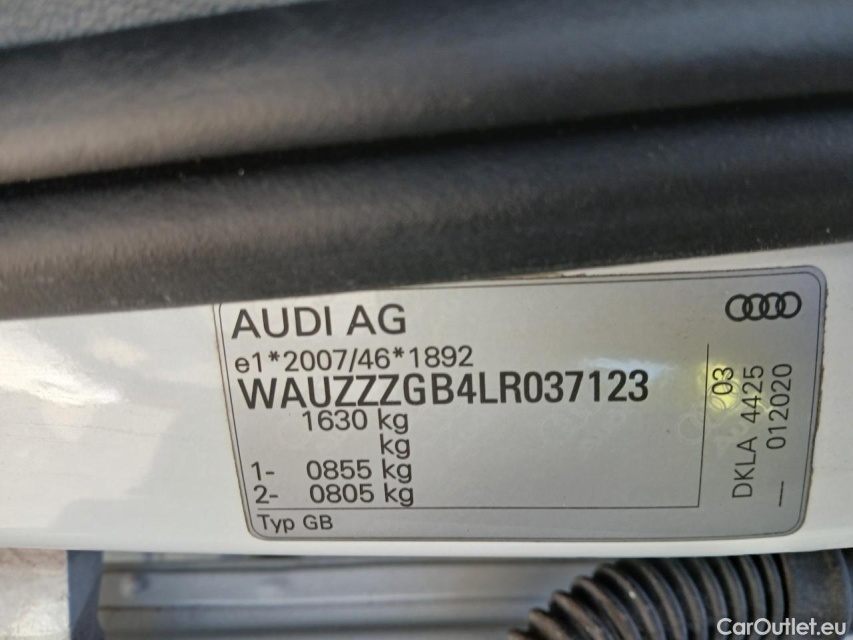 AUDI AG
e1*2007/46*1892
WAUZZZGB4LR037123
1630 kg
kg
1- 0855 kg
2- 0805 kg
Typ GB
03
DKLA 4425
— 012020
CarOutlet.eu